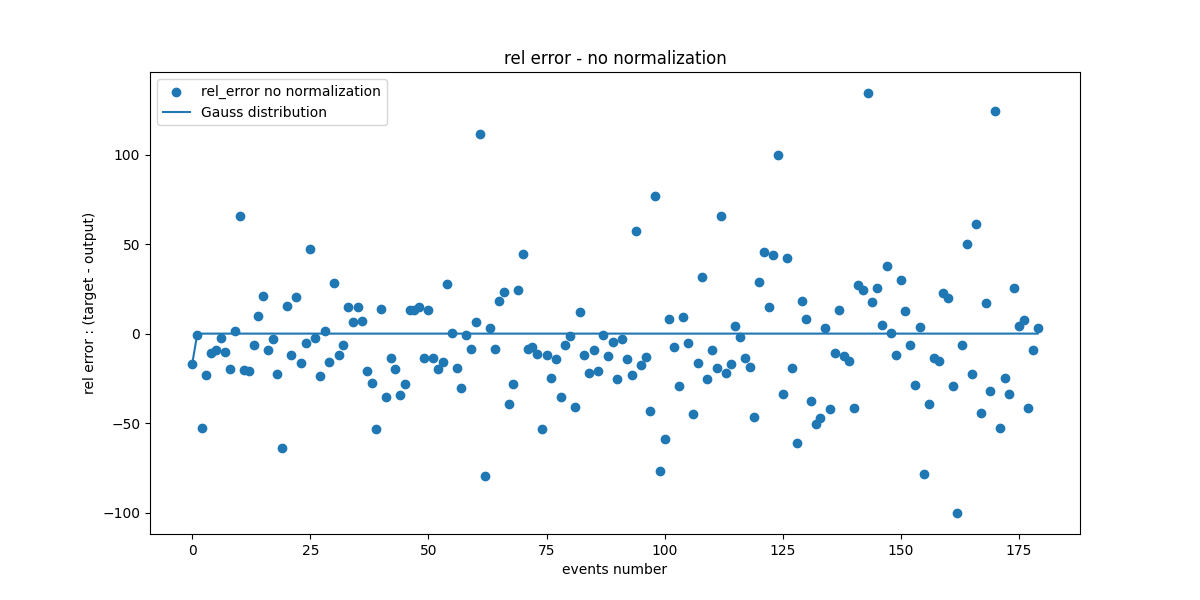 rel error - no normalization
rel_error no normalization
Gauss distribution
rel error : (target - output)
100
50
0
−50
−100
0 25 50 75 100 125 150 175
events number